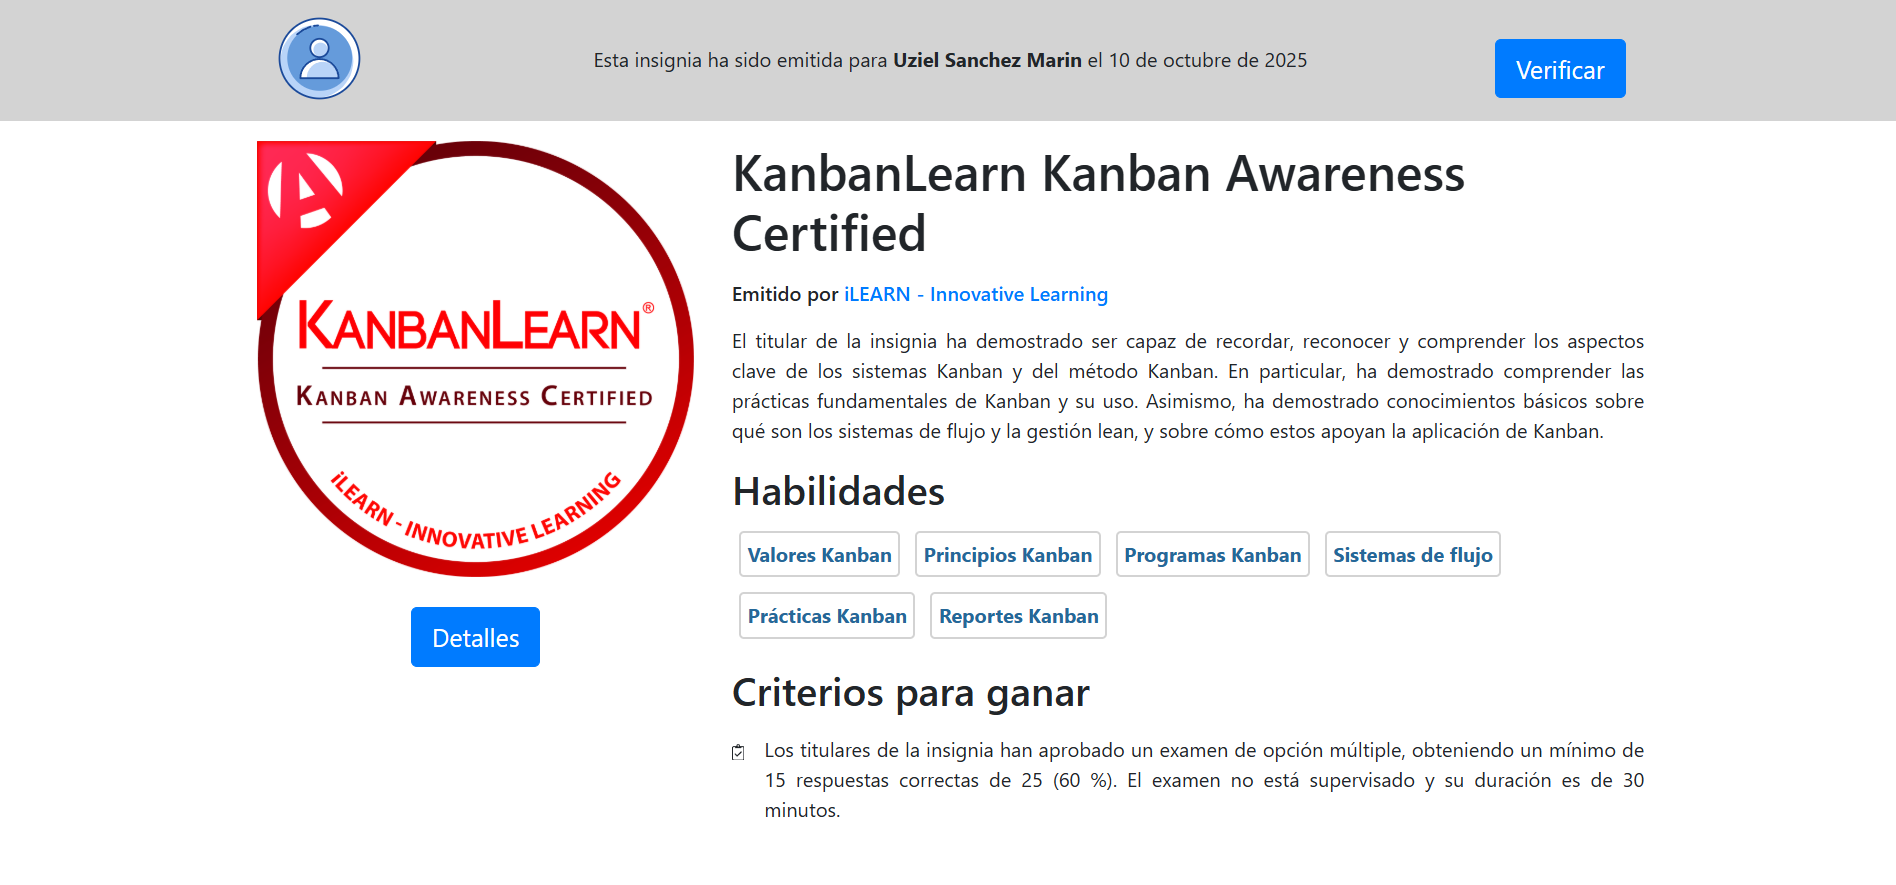 Esta insignia ha sido emitida para Uziel Sanchez Marin el 10 de octubre de 2025
Verificar
A
KANBANLEARN®
KANBAN AWARENESS CERTIFIED
iLEARN - INNOVATIVE LEARNING
Detalles
KanbanLearn Kanban Awareness
Certified
Emitido por iLEARN - Innovative Learning
El titular de la insignia ha demostrado ser capaz de recordar, reconocer y comprender los aspectos
clave de los sistemas Kanban y del método Kanban. En particular, ha demostrado comprender las
prácticas fundamentales de Kanban y su uso. Asimismo, ha demostrado conocimientos básicos sobre
qué son los sistemas de flujo y la gestión lean, y sobre cómo estos apoyan la aplicación de Kanban.
Habilidades
Valores Kanban Principios Kanban Programas Kanban Sistemas de flujo
Prácticas Kanban Reportes Kanban
Criterios para ganar
Los titulares de la insignia han aprobado un examen de opción múltiple, obteniendo un mínimo de
15 respuestas correctas de 25 (60 %). El examen no está supervisado y su duración es de 30
minutos.